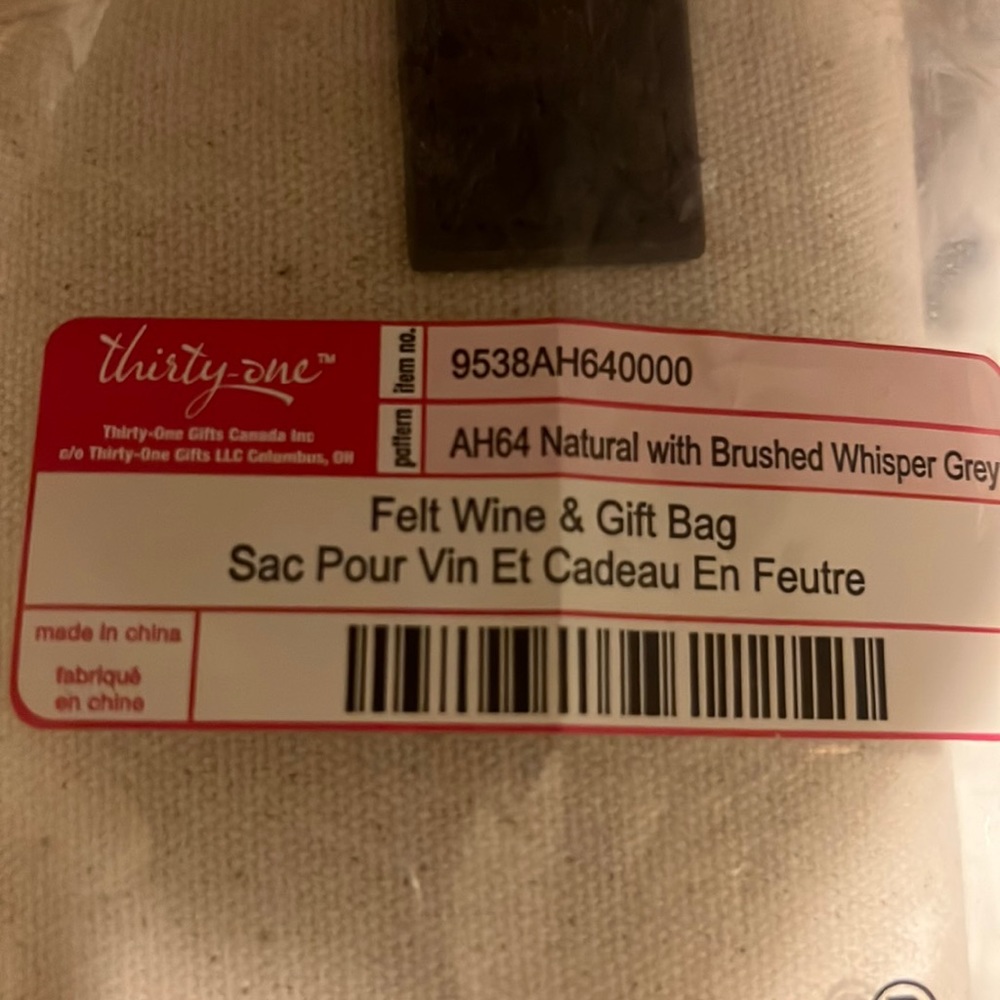 thirty-one™
Thirty-One Gifts Canada Inc
c/o Thirty-One Gifts LLC Columbus, OH
item no.
9538AH640000
pattern
AH64 Natural with Brushed Whisper Grey
Felt Wine & Gift Bag
Sac Pour Vin Et Cadeau En Feutre
made in china
fabriqué
en chine